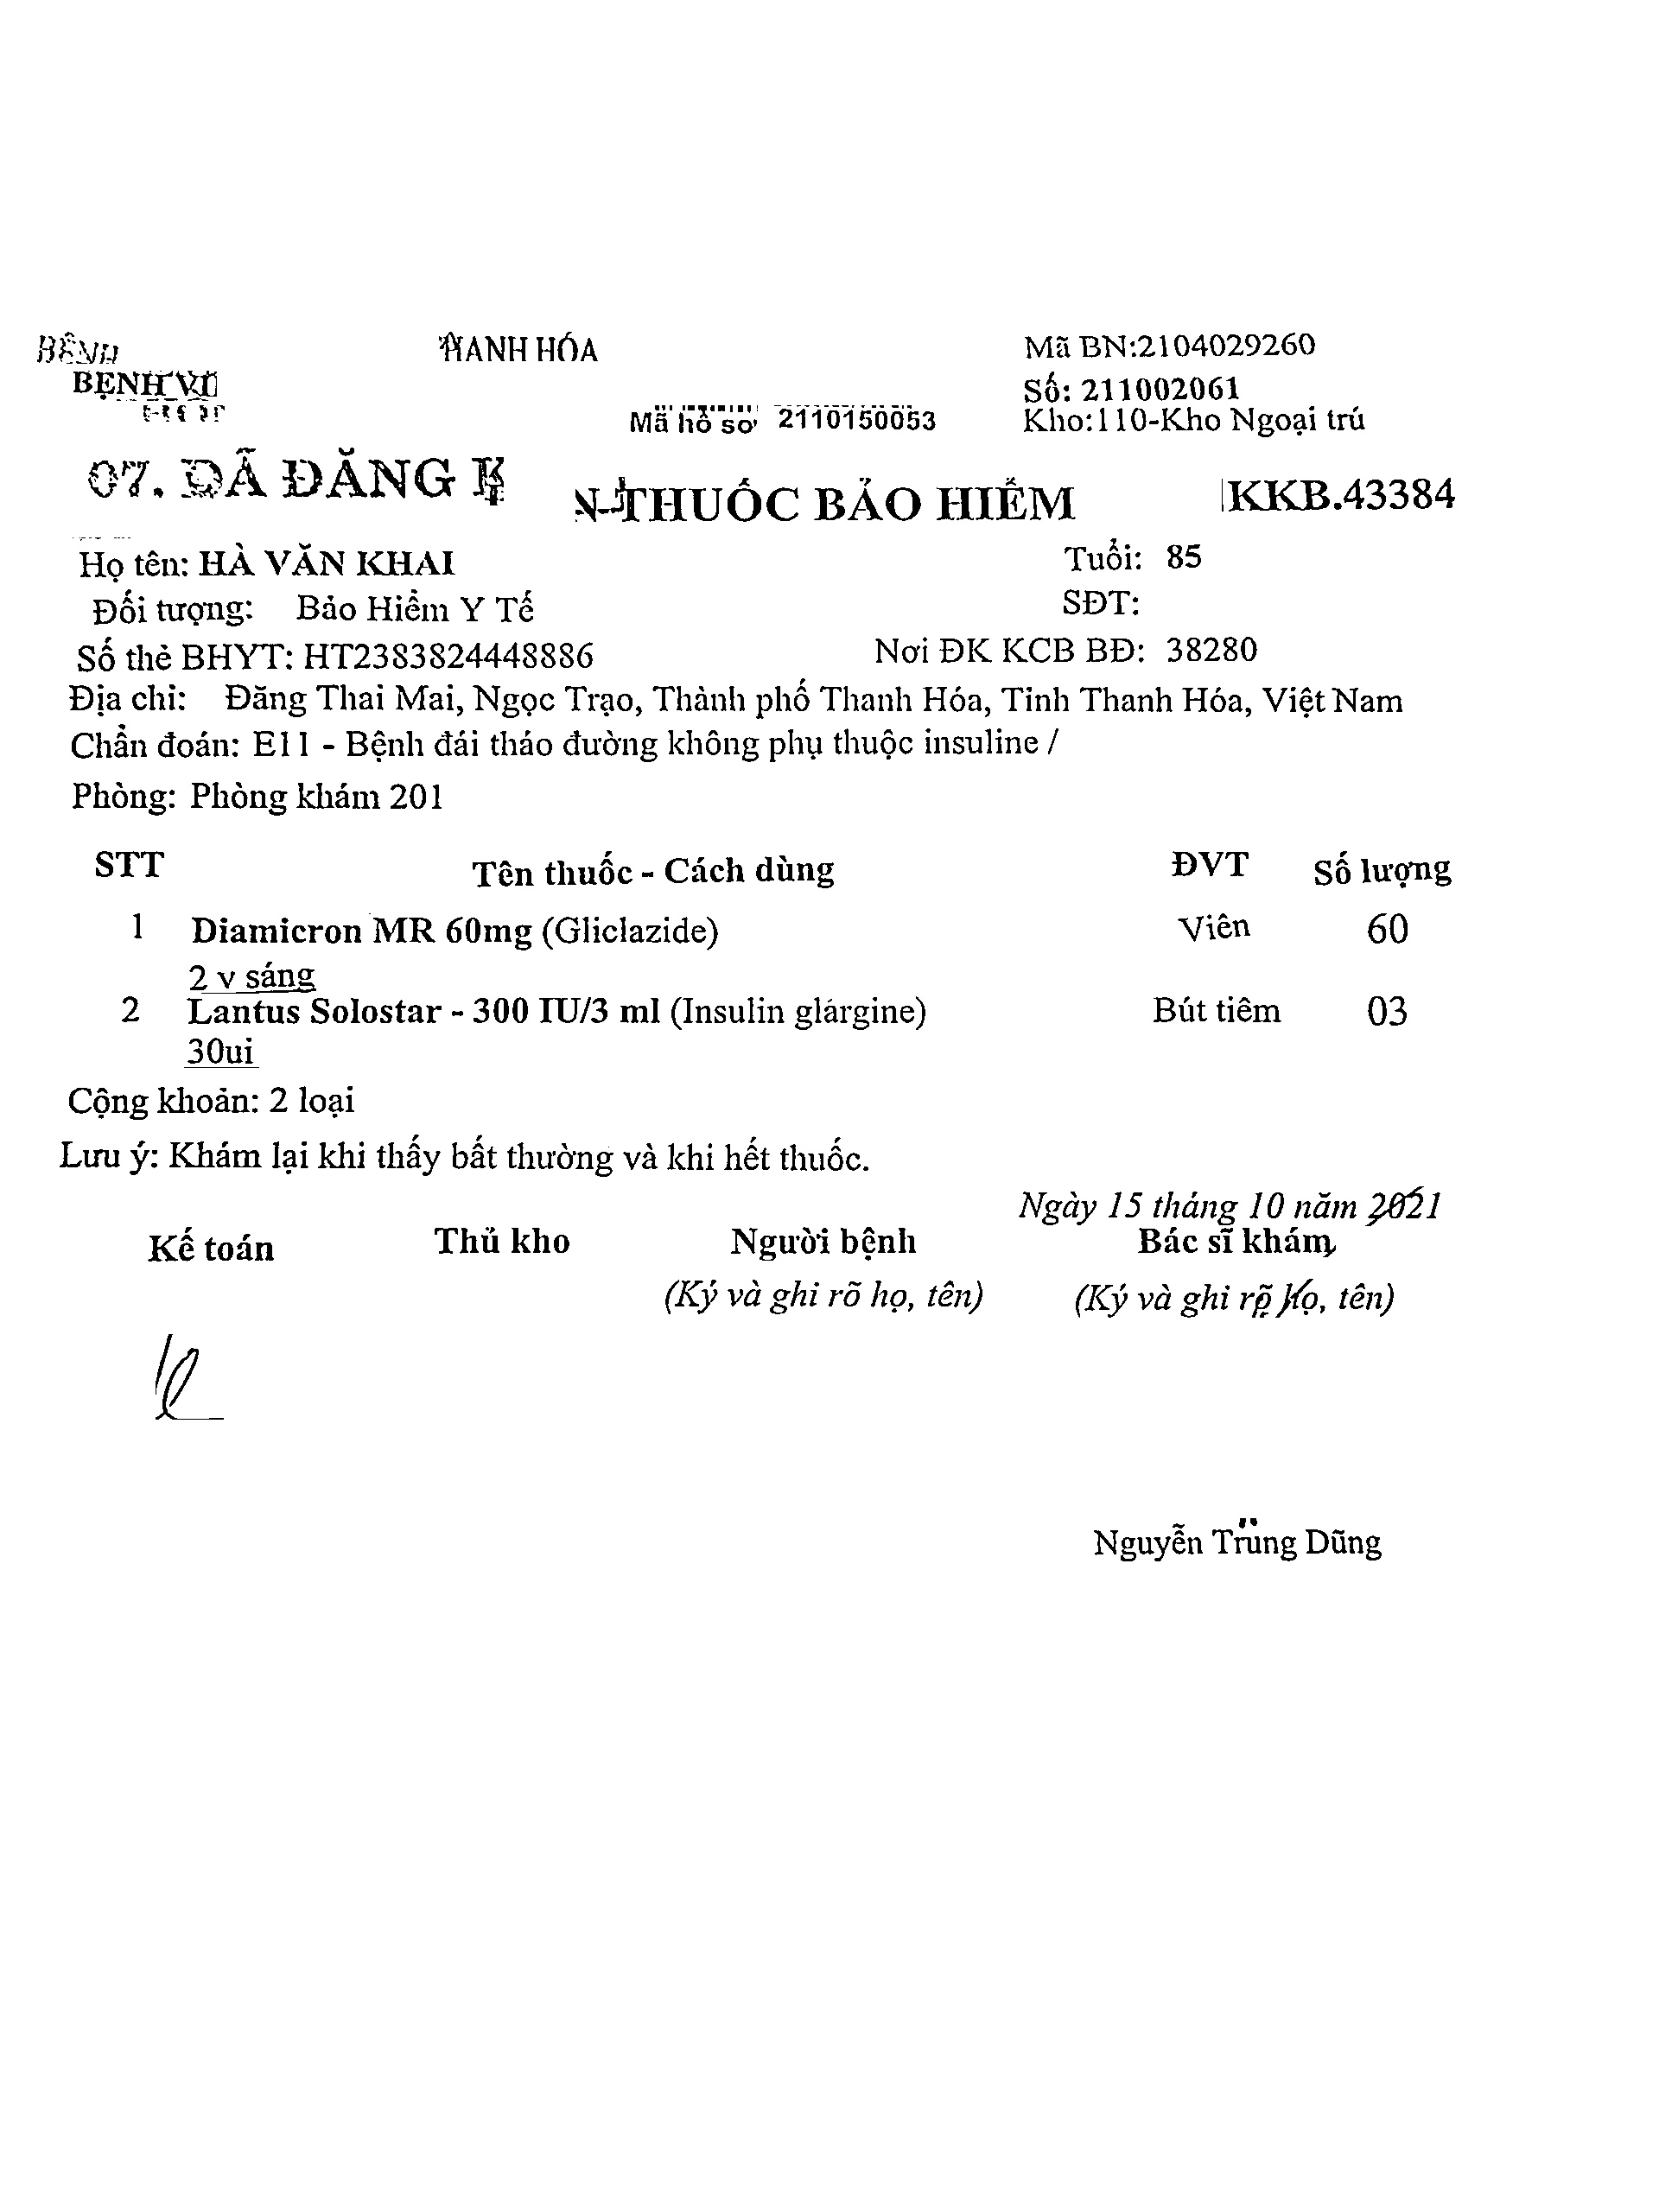 BỆNH HANH HÓA Mã BN:2104029260
BỆNH VI Số: 211002061
Mã hồ sơ 2110150053 Kho:110-Kho Ngoại trú
07. DÃ ĐĂNG K
N THUỐC BẢO HIỂM KKB.43384
Họ tên: HÀ VĂN KHAI Tuổi: 85
Đối tượng: Bảo Hiểm Y Tế SĐT:
Số thẻ BHYT: HT2383824448886 Nơi ĐK KCB BĐ: 38280
Địa chỉ: Đăng Thai Mai, Ngọc Trạo, Thành phố Thanh Hóa, Tỉnh Thanh Hóa, Việt Nam
Chẩn đoán: E11 - Bệnh đái tháo đường không phụ thuộc insuline /
Phòng: Phòng khám 201
STT Tên thuốc - Cách dùng ĐVT Số lượng
1 Diamicron MR 60mg (Gliclazide) Viên 60
2 v sáng
2 Lantus Solostar - 300 IU/3 ml (Insulin glargine) Bút tiêm 03
30ui
Cộng khoản: 2 loại
Lưu ý: Khám lại khi thấy bất thường và khi hết thuốc.
Ngày 15 tháng 10 năm 2021
Kế toán Thủ kho Người bệnh Bác sĩ khám
(Ký và ghi rõ họ, tên) (Ký và ghi rõ họ, tên)
Nguyễn Trung Dũng